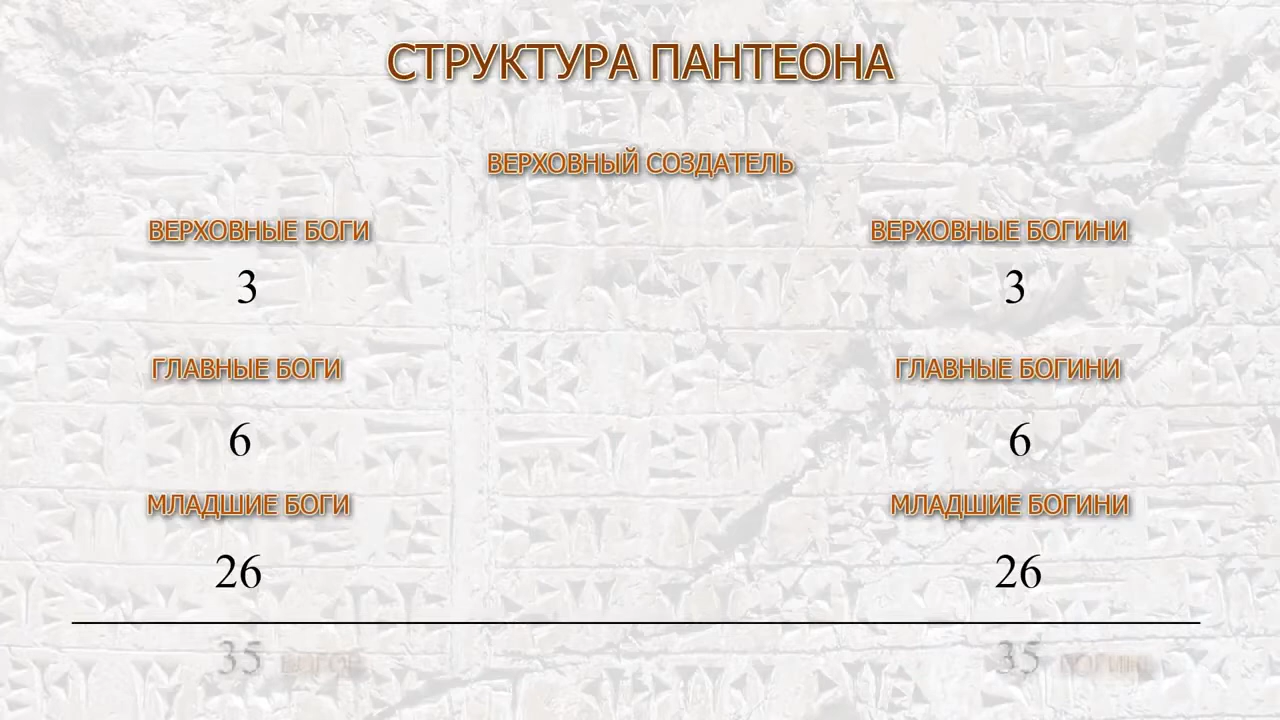 СТРУКТУРА ПАНТЕОНА
ВЕРХОВНЫЙ СОЗДАТЕЛЬ
ВЕРХОВНЫЕ БОГИ ВЕРХОВНЫЕ БОГИНИ
3 3
ГЛАВНЫЕ БОГИ ГЛАВНЫЕ БОГИНИ
6 6
МЛАДШИЕ БОГИ МЛАДШИЕ БОГИНИ
26 26
35 35